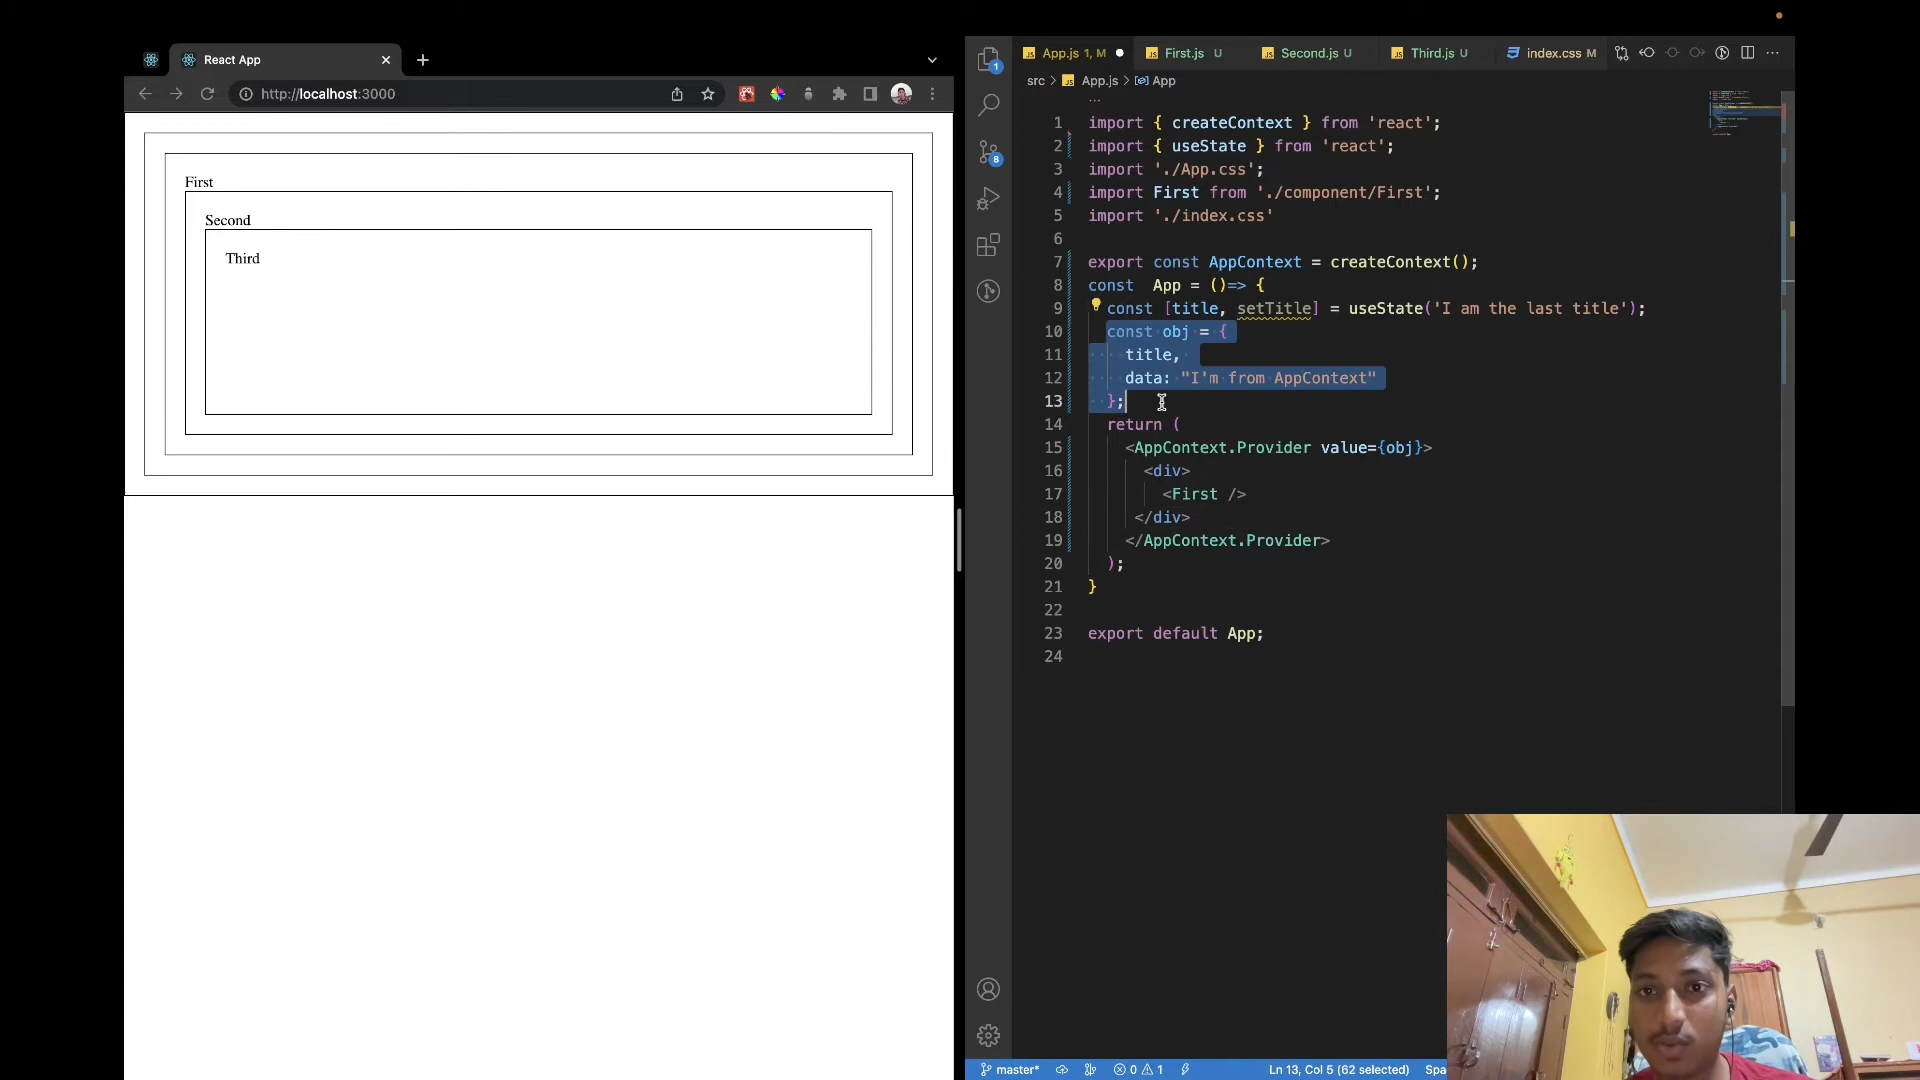 React App
http://localhost:3000
First
Second
Third
App.js 1, M
First.js U
Second.js U
Third.js U
index.css M
src > App.js > App
1
8
...
1 import { createContext } from 'react';
2 import { useState } from 'react';
3 import './App.css';
4 import First from './component/First';
5 import './index.css'
6
7 export const AppContext = createContext();
8 const App = ()=> {
9 const [title, setTitle] = useState('I am the last title');
10 const obj = {
11 title,
12 data: "I'm from AppContext"
13 };
14 return (
15 <AppContext.Provider value={obj}>
16 <div>
17 <First />
18 </div>
19 </AppContext.Provider>
20 );
21 }
22
23 export default App;
24
master* 0 1 Ln 13, Col 5 (62 selected) Spa